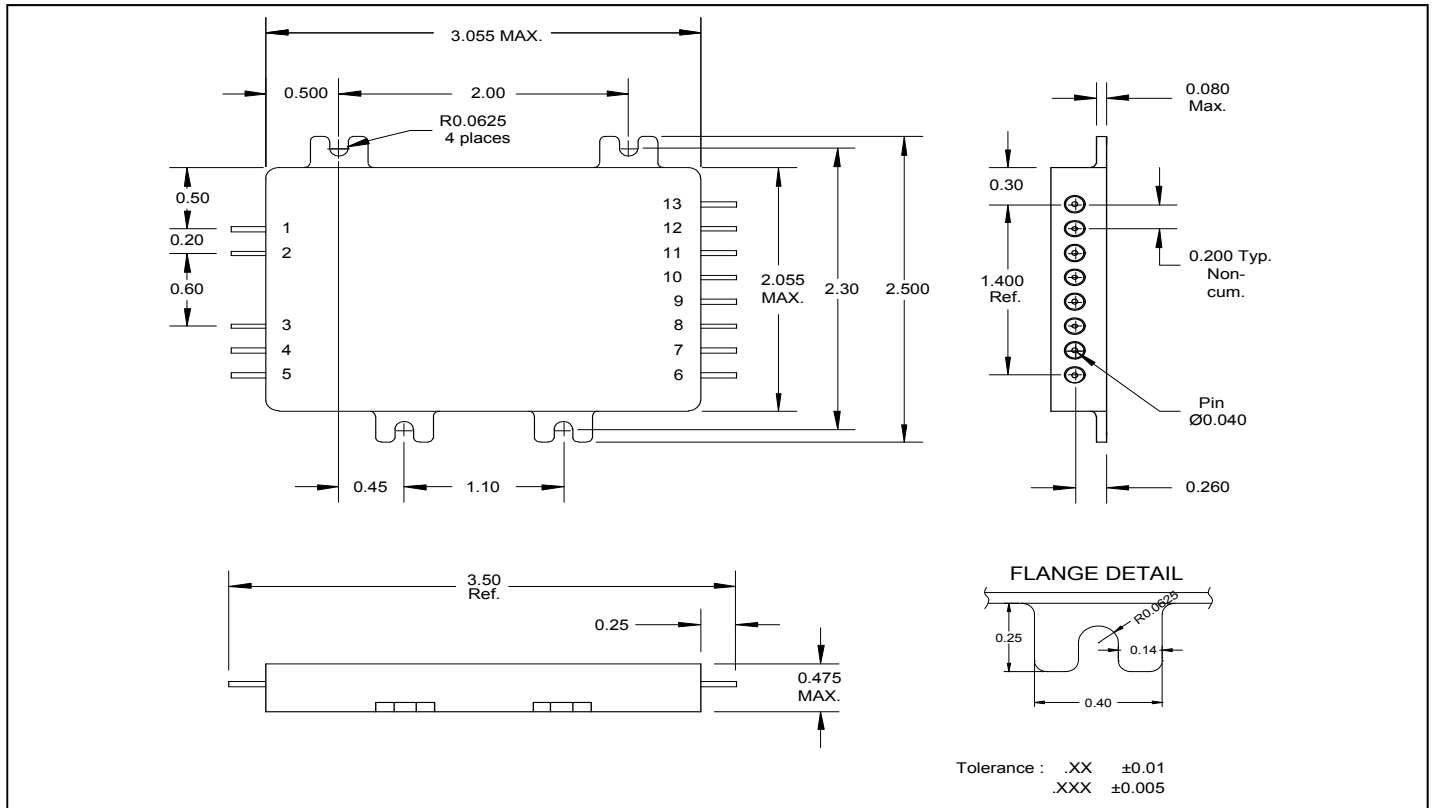 3.055 MAX.
0.500
2.00
R0.0625
4 places
0.50
0.20
0.60
1
2
3
4
5
13
12
11
10
9
8
7
6
2.055
MAX.
2.30
2.500
0.45
1.10
0.080
Max.
0.30
1.400
Ref.
0.200 Typ.
Non-
cum.
Pin
Ø0.040
0.260
3.50
Ref.
0.25
0.475
MAX.
FLANGE DETAIL
R0.0625
0.25
0.14
0.40
Tolerance : .XX ±0.01
.XXX ±0.005